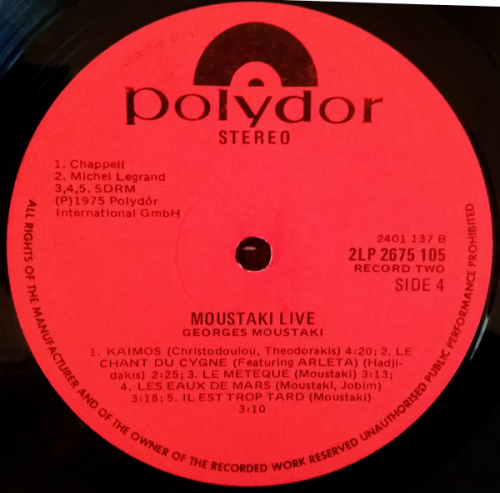 polydor
STEREO
1. Chappell
2. Michel Legrand
3,4,5. SDRM
(P)1975 Polydor
International GmbH
2401 137 B
2LP 2675 105
RECORD TWO
SIDE 4
MOUSTAKI LIVE
GEORGES MOUSTAKI
1. KAIMOS (Christodoulou, Theodorakis) 4:20; 2. LE
CHANT DU CYGNE (Featuring ARLETA) (Hadji-
dakis) 2:25; 3. LE METEQUE (Moustaki) 3:13;
4. LES EAUX DE MARS (Moustaki, Jobim)
3:18; 5. IL EST TROP TARD (Moustaki)
3:10
ALL RIGHTS OF THE MANUFACTURER AND OF THE OWNER OF THE RECORDED WORK RESERVED UNAUTHORISED PUBLIC PERFORMANCE PROHIBITED